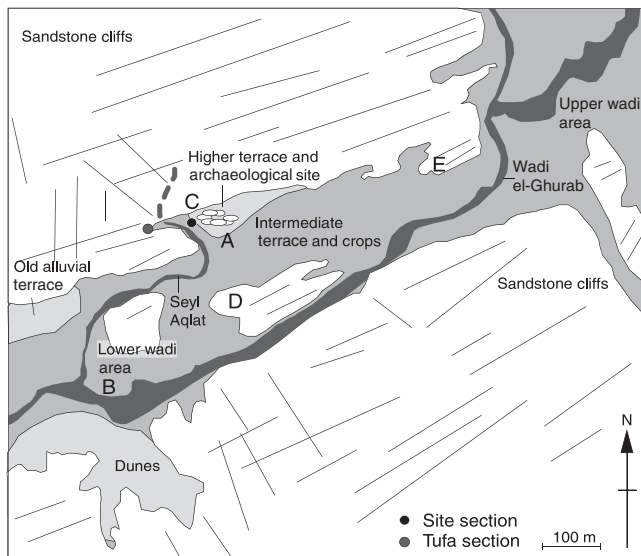 Sandstone cliffs
Upper wadi
area
Higher terrace and
archaeological site
E
Wadi
el-Ghurab
C
A
Intermediate
terrace and crops
Old alluvial
terrace
Sandstone cliffs
Seyl
Aqlat
D
Lower wadi
area
B
N
Dunes
Site section
Tufa section
100 m